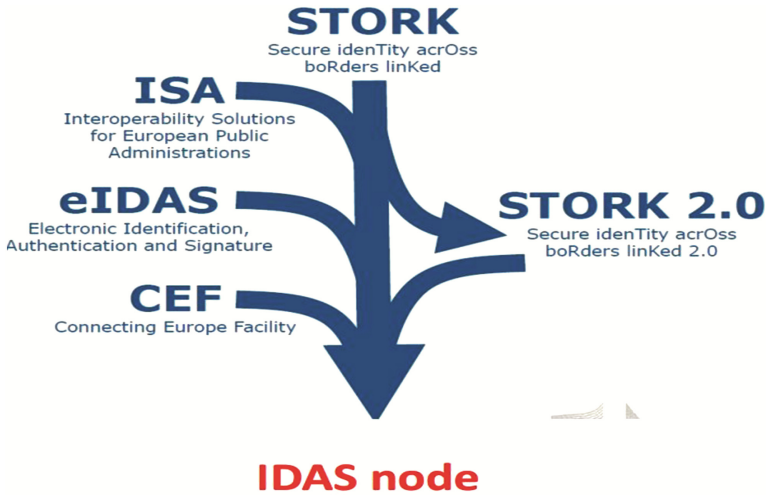 STORK
Secure idenTity acrOss
boRders linKed
ISA
Interoperability Solutions
for European Public
Administrations
eIDAS
Electronic Identification,
Authentication and Signature
STORK 2.0
Secure idenTity acrOss
boRders linKed 2.0
CEF
Connecting Europe Facility
IDAS node